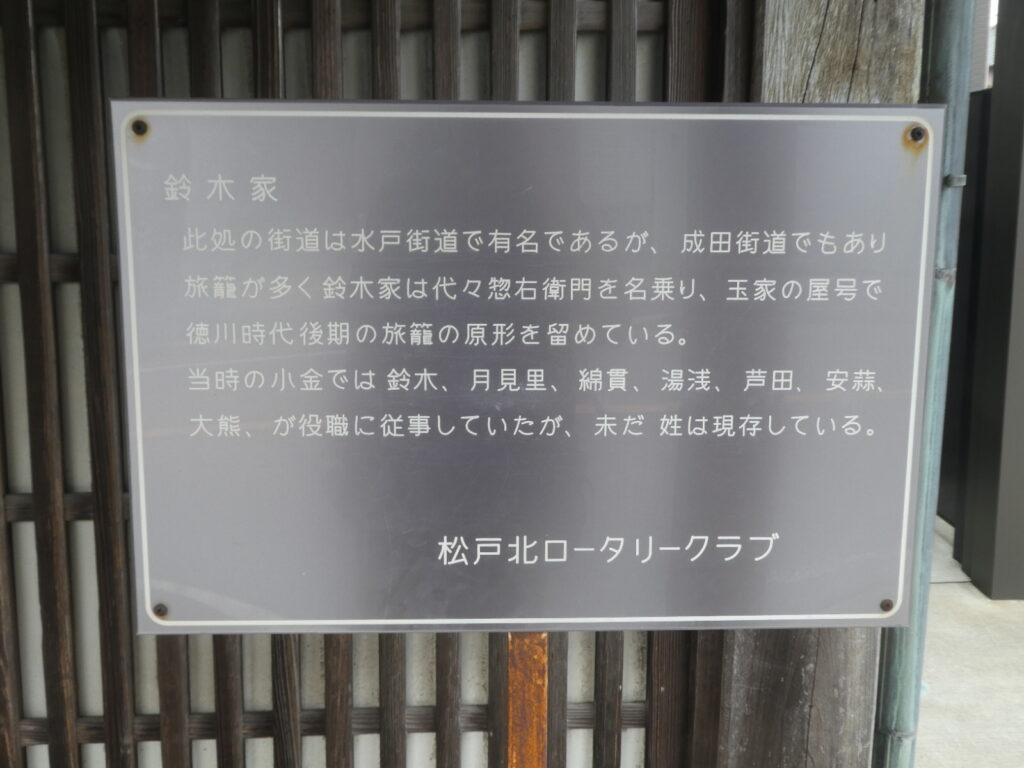 鈴木家
此処の街道は水戸街道で有名であるが、成田街道でもあり
旅籠が多く鈴木家は代々惣右衛門を名乗り、玉家の屋号で
徳川時代後期の旅籠の原形を留めている。
当時の小金では鈴木、月見里、綿貫、湯浅、芦田、安蒜、
大熊、が役職に従事していたが、未だ姓は現存している。
松戸北ロータリークラブ